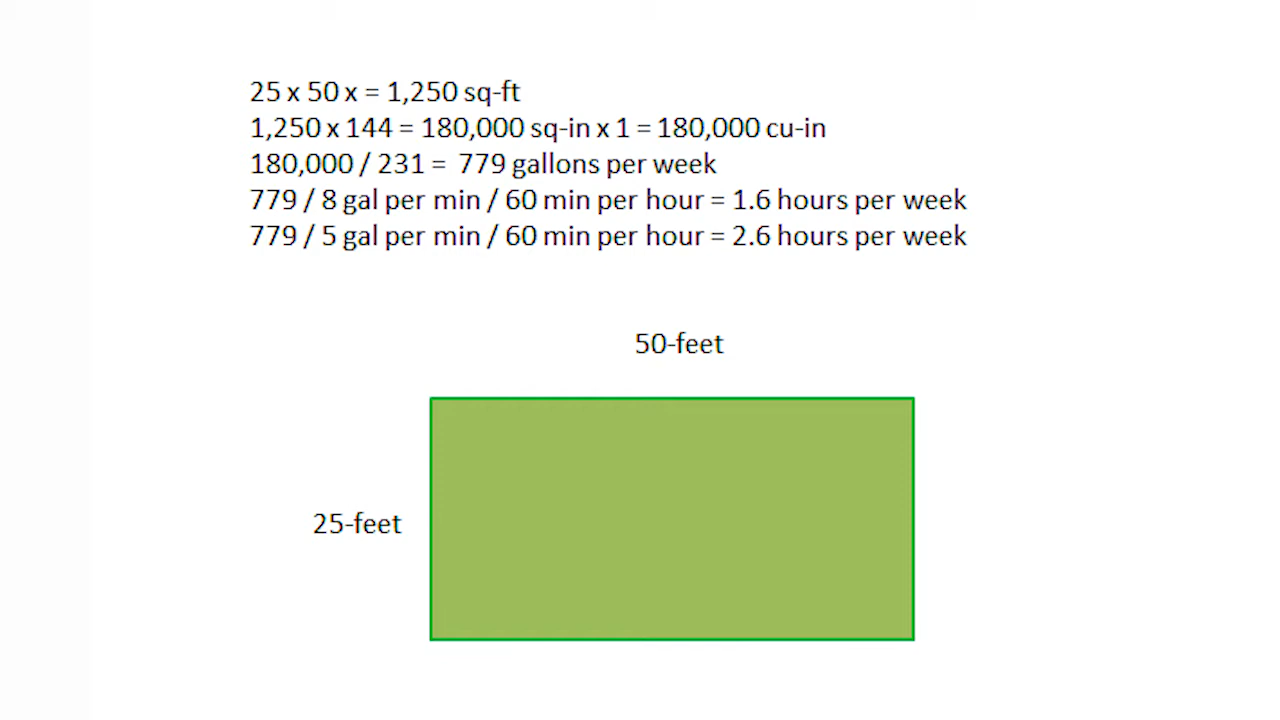 25 x 50 x = 1,250 sq-ft
1,250 x 144 = 180,000 sq-in x 1 = 180,000 cu-in
180,000 / 231 =  779 gallons per week
779 / 8 gal per min / 60 min per hour = 1.6 hours per week
779 / 5 gal per min / 60 min per hour = 2.6 hours per week
50-feet
25-feet